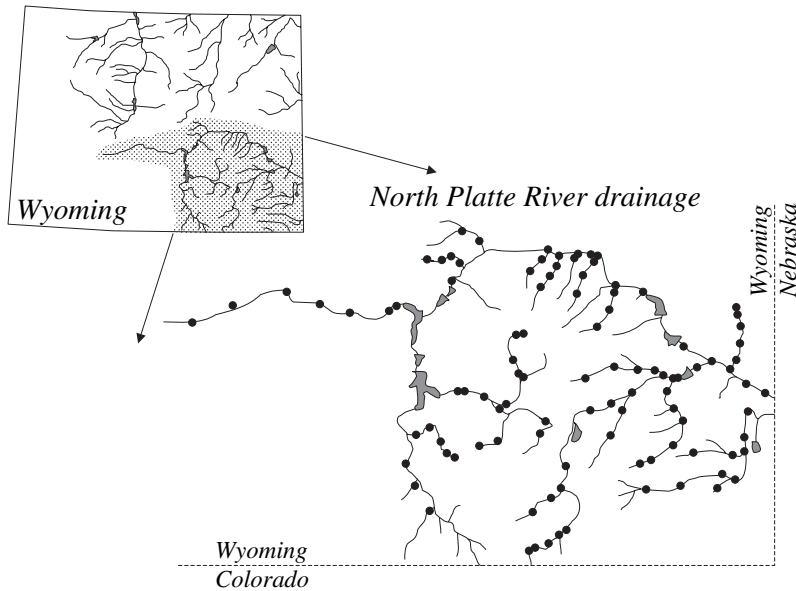 Wyoming
North Platte River drainage
Wyoming
Nebraska
Wyoming
Colorado